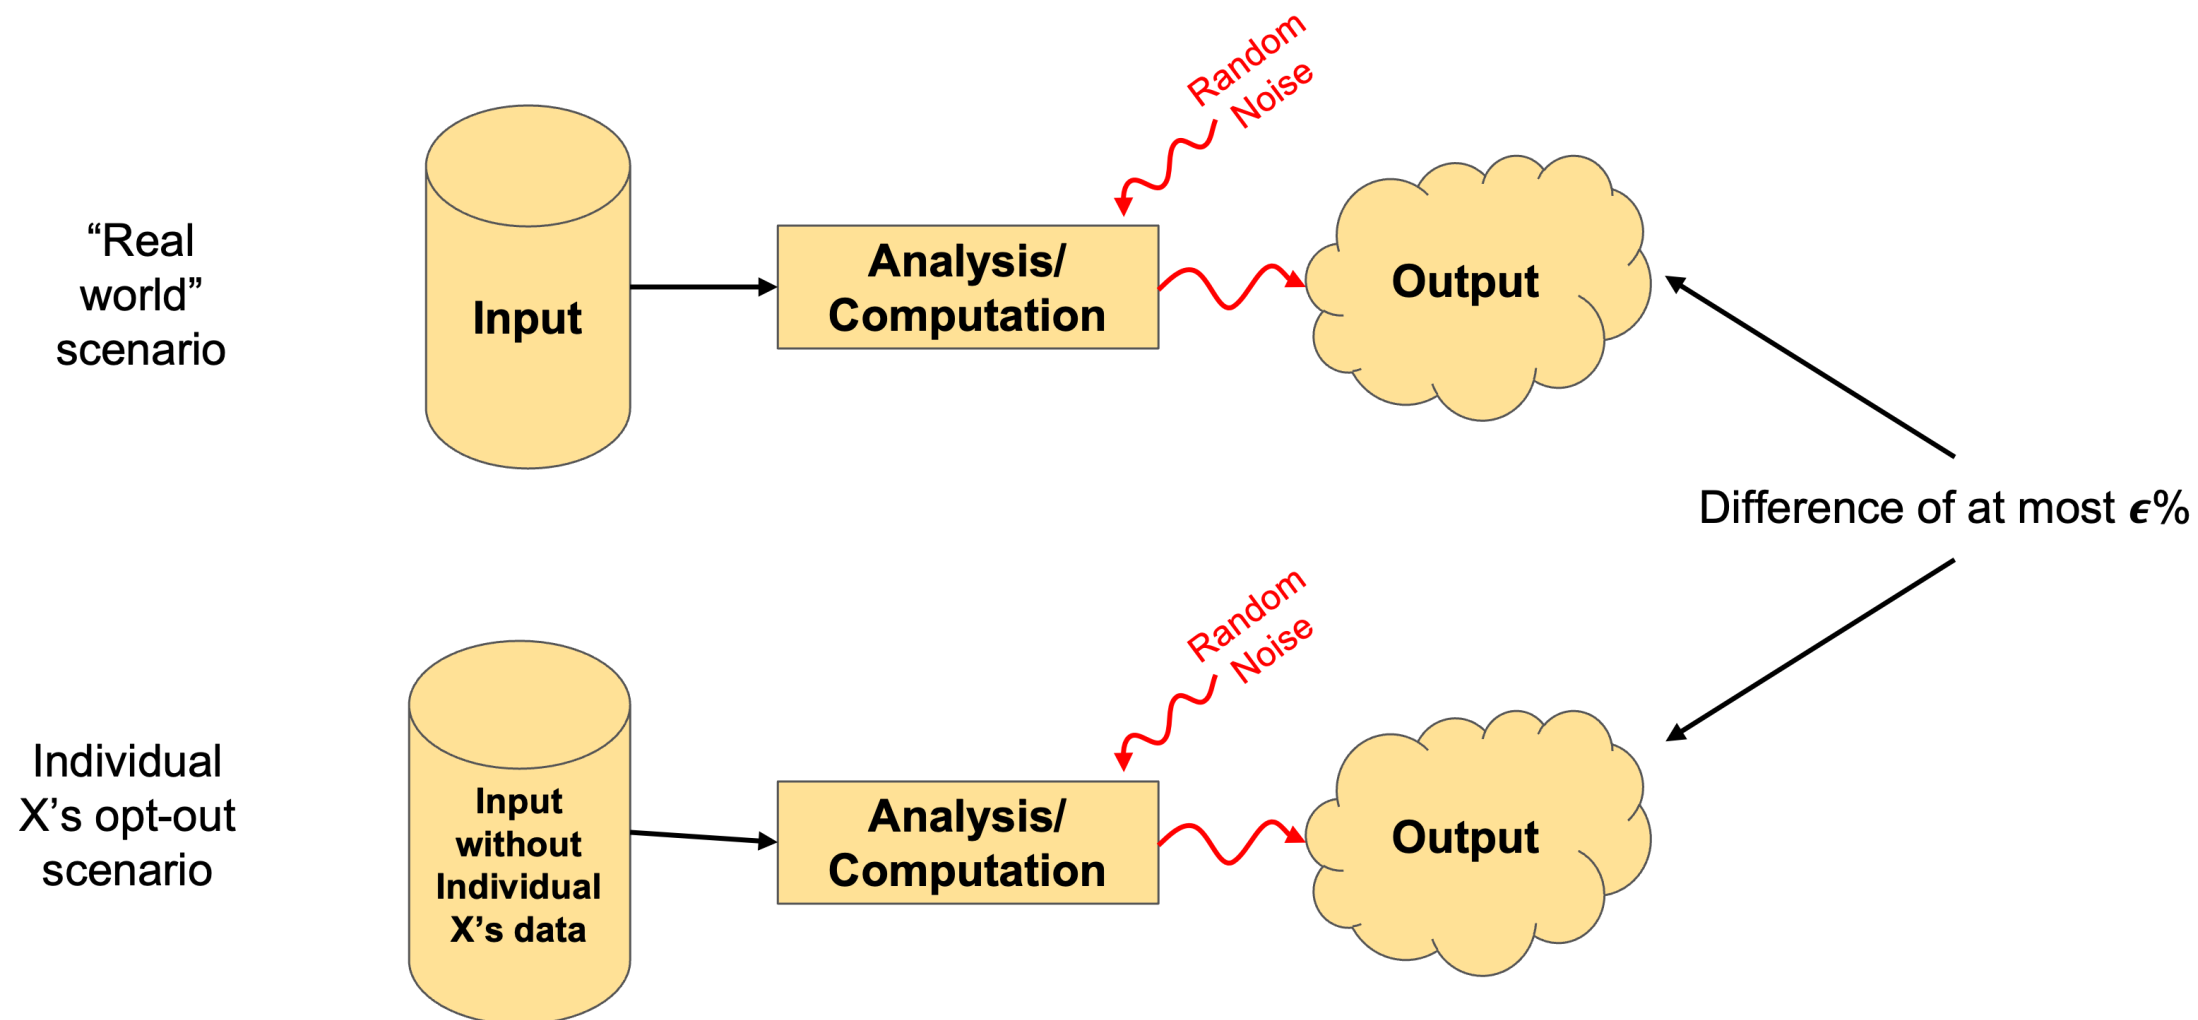 “Real
world”
scenario
Input
Analysis/
Computation
Random
Noise
Output
Difference of at most ϵ%
Individual
X’s opt-out
scenario
Input
without
Individual
X’s data
Analysis/
Computation
Random
Noise
Output